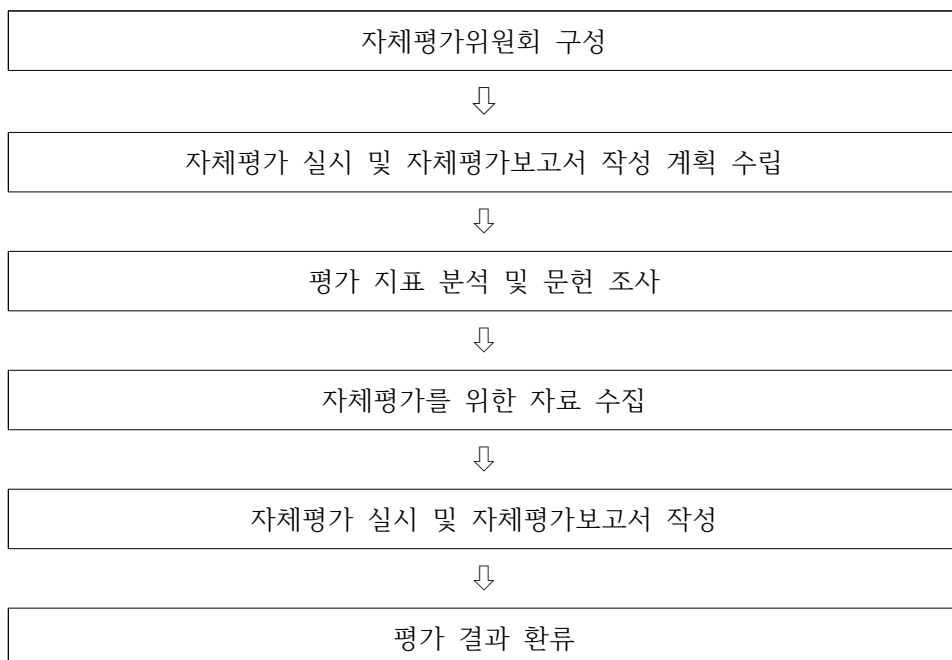 자체평가위원회 구성
⇩
자체평가 실시 및 자체평가보고서 작성 계획 수립
⇩
평가 지표 분석 및 문헌 조사
⇩
자체평가를 위한 자료 수집
⇩
자체평가 실시 및 자체평가보고서 작성
⇩
평가 결과 환류